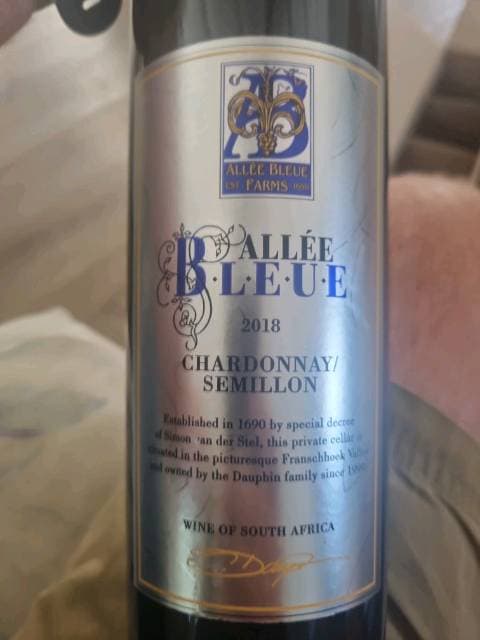 AB
ALLÉE BLEUE
EST. FARMS 1690
ALLÉE
B·L·E·U·E
2018
CHARDONNAY/
SEMILLON
Established in 1690 by special decree
of Simon van der Stel, this private cellar is
situated in the picturesque Franschhoek Valley
and owned by the Dauphin family since
WINE OF SOUTH AFRICA